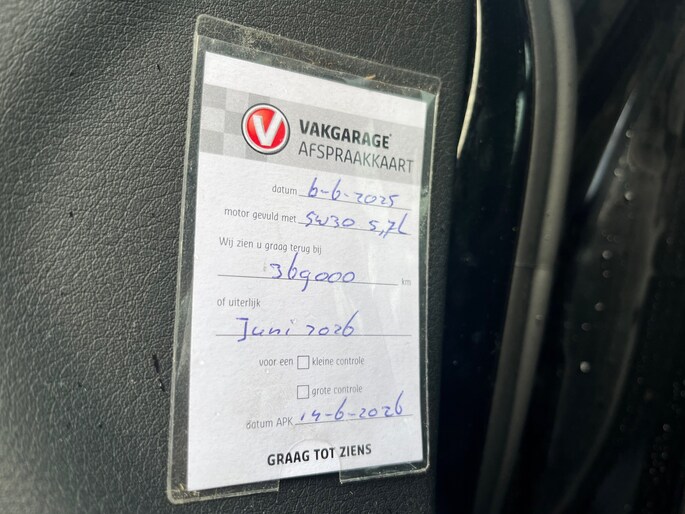 V VAKGARAGE®
AFSPRAAKKAART
datum 6-6-2025
motor gevuld met 5W30 5,7L
Wij zien u graag terug bij
369000 km
of uiterlijk
Juni 2026
voor een kleine controle
grote controle
datum APK 14-6-2026
GRAAG TOT ZIENS